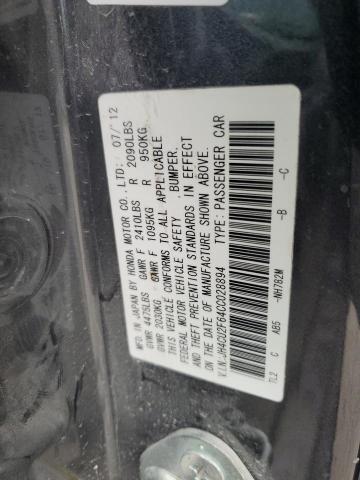 MFD. IN JAPAN BY HONDA MOTOR CO.,LTD. 07/12
GVWR 4475LBS GAWR F 2410LBS R 2090LBS
GVWR 2030KG GAWR F 1095KG R 950KG
THIS VEHICLE CONFORMS TO ALL APPLICABLE
FEDERAL MOTOR VEHICLE SAFETY , BUMPER,
AND THEFT PREVENTION STANDARDS IN EFFECT
ON THE DATE OF MANUFACTURE SHOWN ABOVE.
V.I.N: JH4CU2F64CC028894 TYPE: PASSENGER CAR
TL2 C AB5 -NH782M -B -C